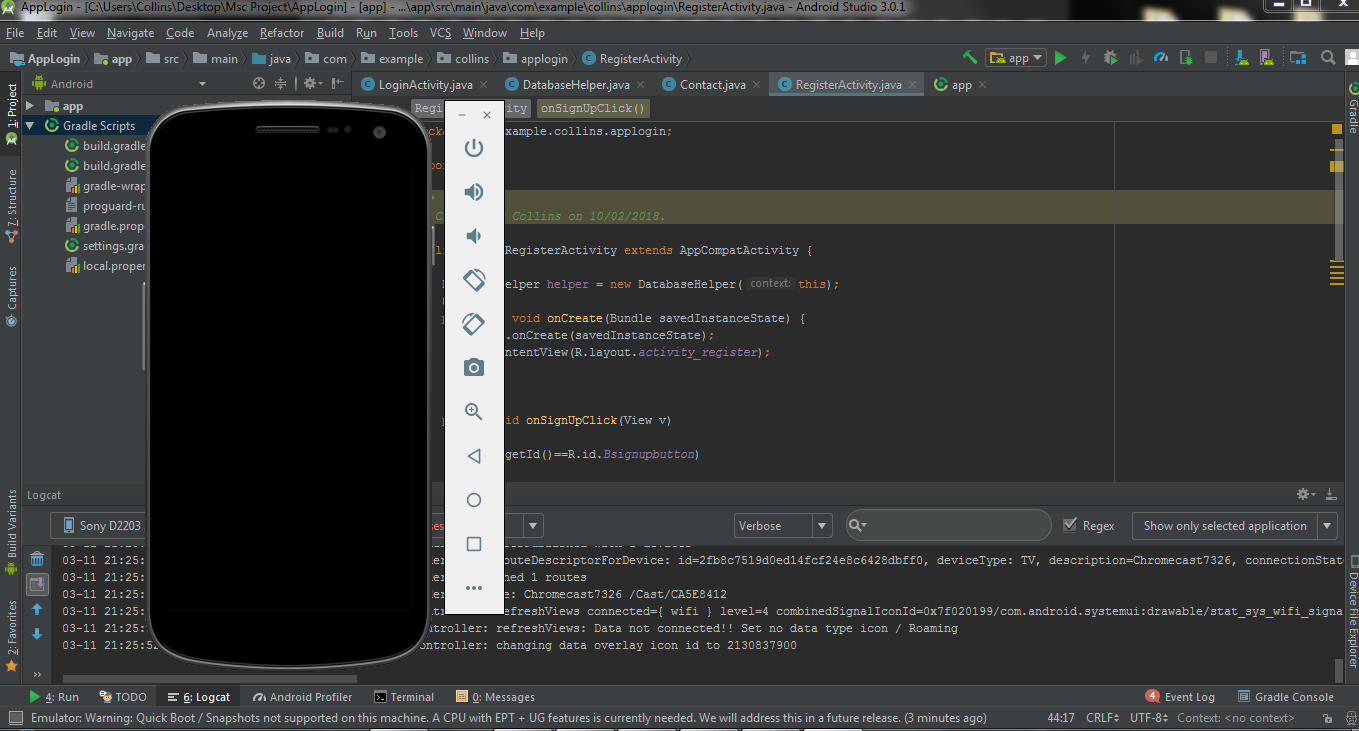 AppLogin - [C:\Users\Collins\Desktop\Msc Project\AppLogin] - [app] - ...\app\src\main\java\com\example\collins\applogin\RegisterActivity.java - Android Studio 3.0.1
File Edit View Navigate Code Analyze Refactor Build Run Tools VCS Window Help
AppLogin app src main java com example collins applogin RegisterActivity
app
Android
LoginActivity.java DatabaseHelper.java Contact.java RegisterActivity.java app
1: Project
7: Structure
Captures
Build Variants
2: Favorites
app
Gradle Scripts
build.gradle
build.gradle
gradle-wrap
proguard-ru
gradle.prop
settings.gra
local.proper
Regi ity onSignUpClick()
xample.collins.applogin;
Collins on 10/02/2018.
RegisterActivity extends AppCompatActivity {
elper helper = new DatabaseHelper( context: this);
void onCreate(Bundle savedInstanceState) {
.onCreate(savedInstanceState);
ntentView(R.layout.activity_register);
id onSignUpClick(View v)
getId()==R.id.Bsignupbutton)
Gradle
Device File Explorer
Logcat
Sony D2203
Verbose
Regex
Show only selected application
outeDescriptorForDevice: id=2fb8c7519d0ed14fcf24e8c6428dbff0, deviceType: TV, description=Chromecast7326, connectionStat
03-11 21:25: ned 1 routes
03-11 21:25: e: Chromecast7326 /Cast/CA5E8412
03-11 21:25: refreshViews connected={ wifi } level=4 combinedSignalIconId=0x7f020199/com.android.systemui:drawable/stat_sys_wifi_signa
03-11 21:25: ontroller: refreshViews: Data not connected!! Set no data type icon / Roaming
03-11 21:25:52 ontroller: changing data overlay icon id to 2130837900
4: Run TODO 6: Logcat Android Profiler Terminal 0: Messages 4 Event Log Gradle Console
Emulator: Warning: Quick Boot / Snapshots not supported on this machine. A CPU with EPT + UG features is currently needed. We will address this in a future release. (3 minutes ago) 44:17 CRLF UTF-8 Context: <no context>